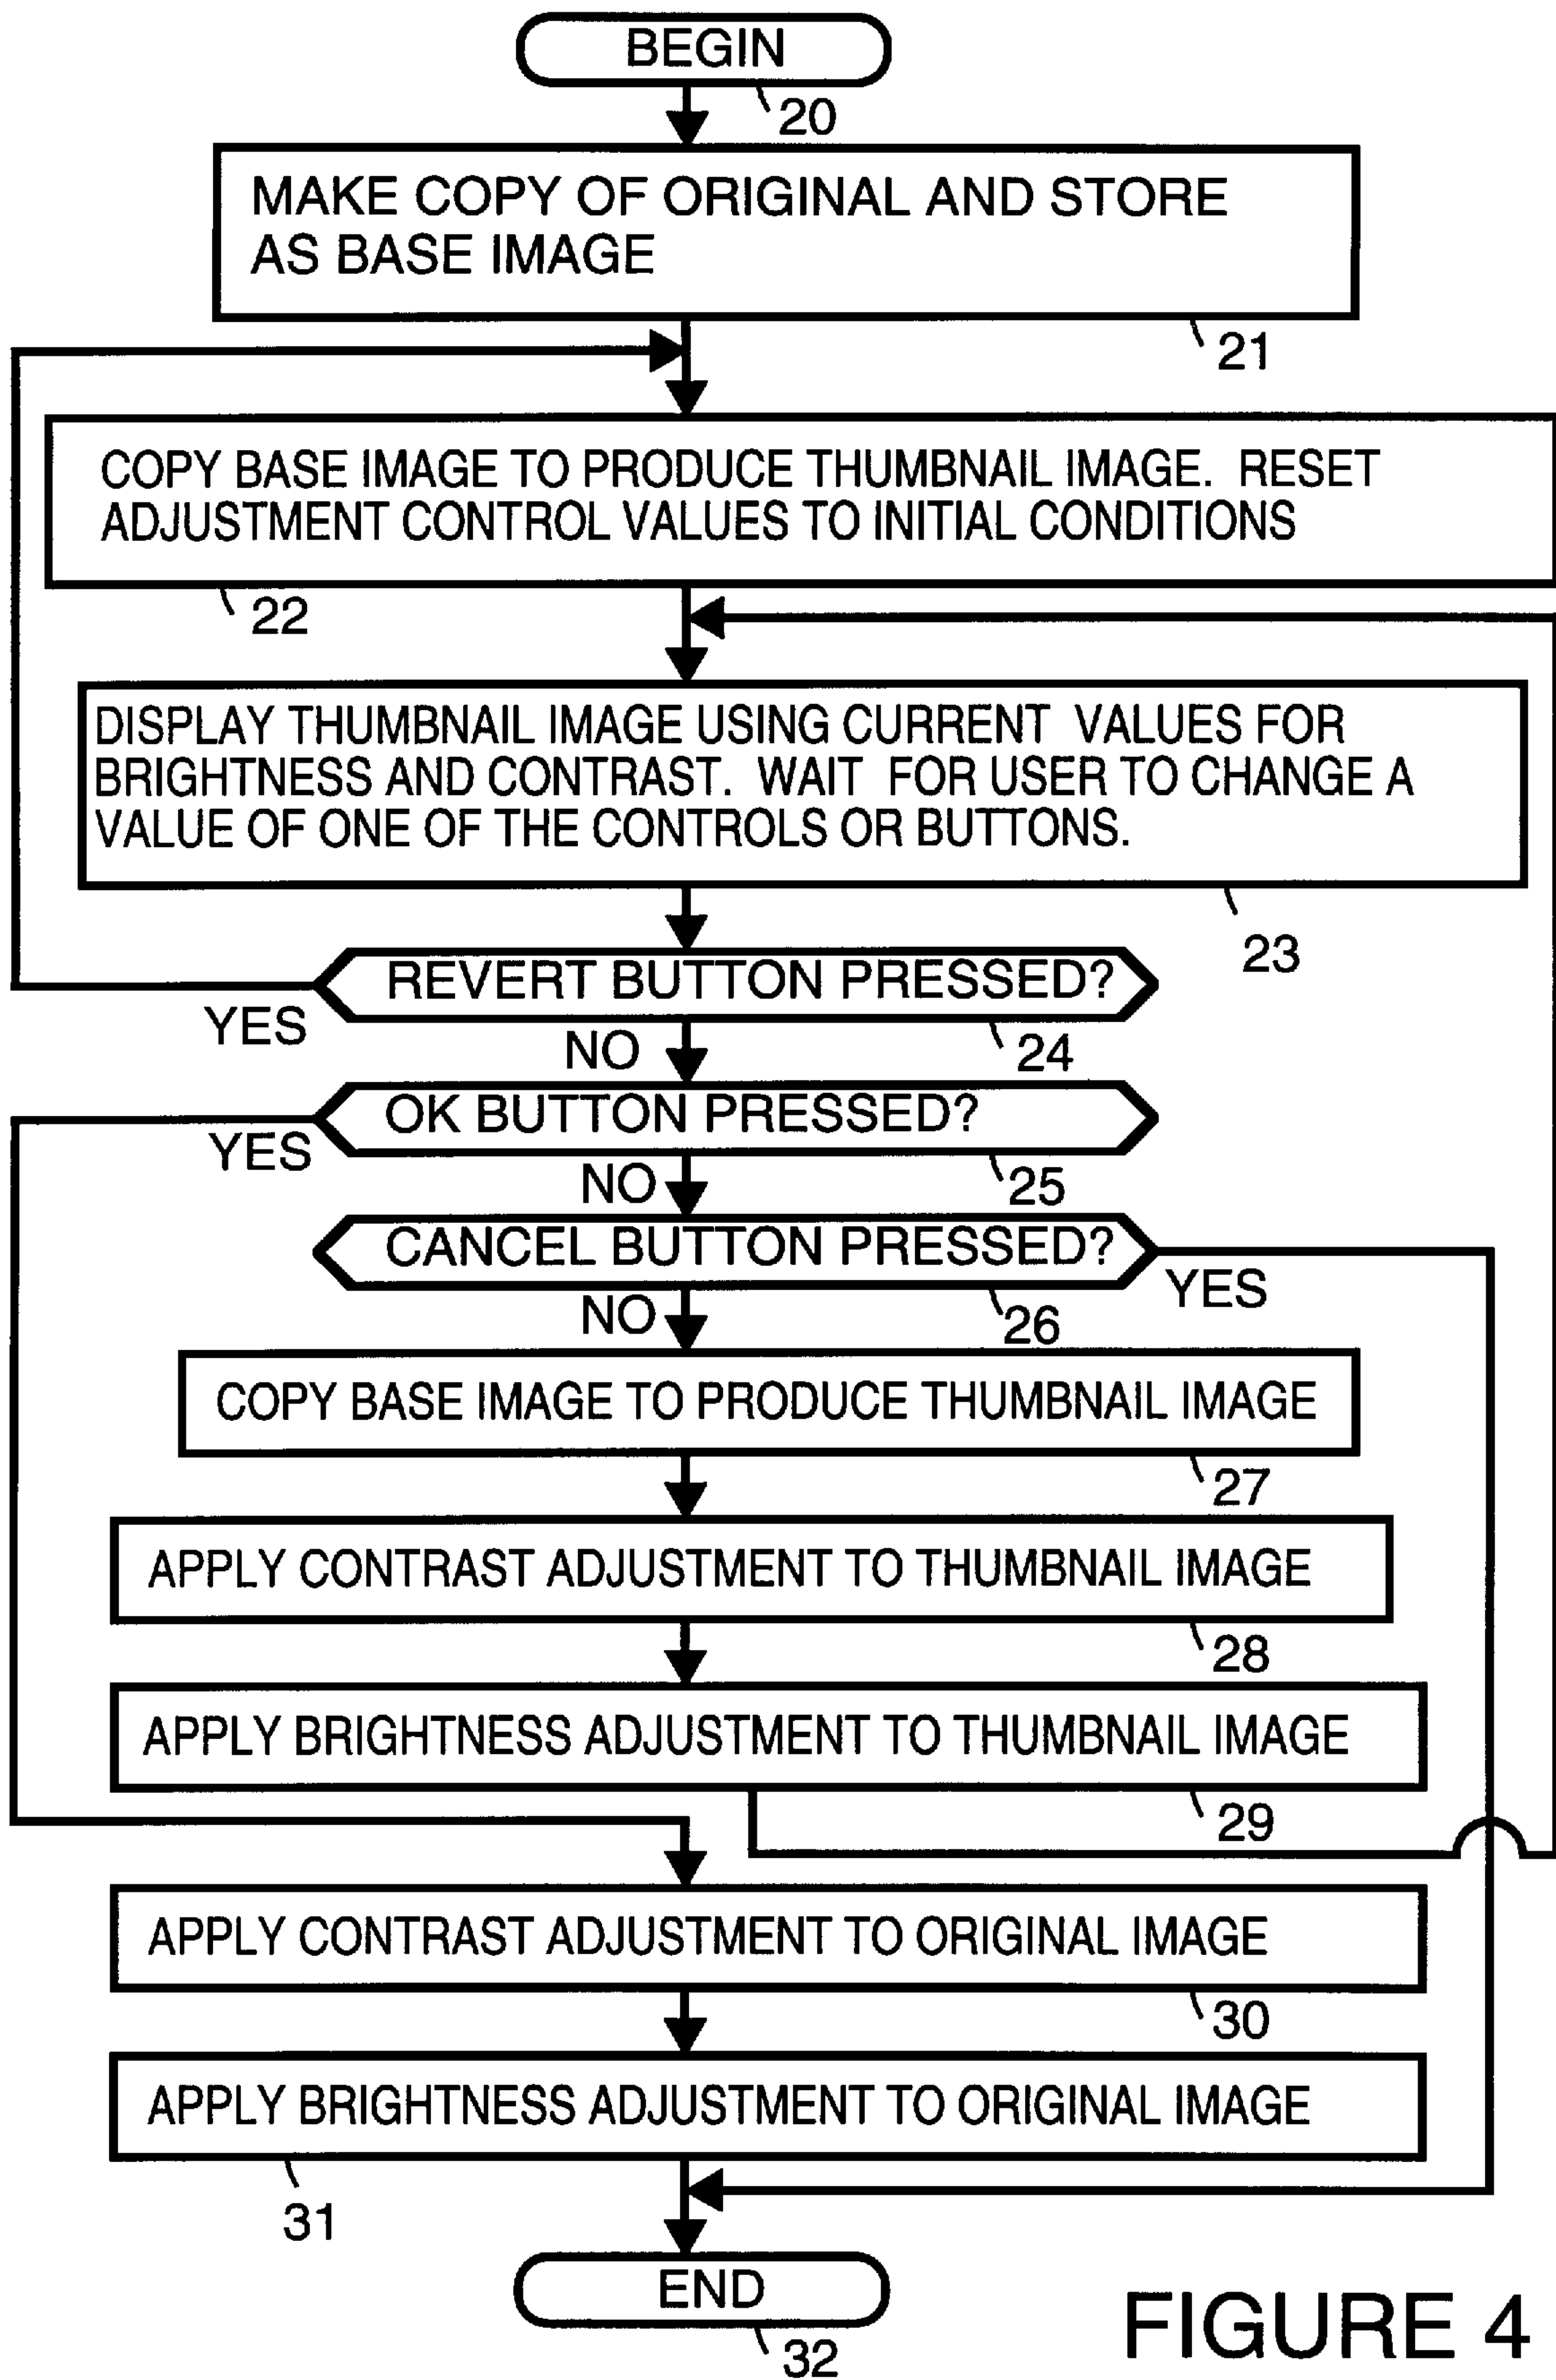 BEGIN
20
MAKE COPY OF ORIGINAL AND STORE
AS BASE IMAGE
21
COPY BASE IMAGE TO PRODUCE THUMBNAIL IMAGE. RESET
ADJUSTMENT CONTROL VALUES TO INITIAL CONDITIONS
22
DISPLAY THUMBNAIL IMAGE USING CURRENT VALUES FOR
BRIGHTNESS AND CONTRAST. WAIT FOR USER TO CHANGE A
VALUE OF ONE OF THE CONTROLS OR BUTTONS.
23
REVERT BUTTON PRESSED?
YES
NO
24
OK BUTTON PRESSED?
YES
NO
25
CANCEL BUTTON PRESSED?
YES
NO
26
COPY BASE IMAGE TO PRODUCE THUMBNAIL IMAGE
27
APPLY CONTRAST ADJUSTMENT TO THUMBNAIL IMAGE
28
APPLY BRIGHTNESS ADJUSTMENT TO THUMBNAIL IMAGE
29
APPLY CONTRAST ADJUSTMENT TO ORIGINAL IMAGE
30
APPLY BRIGHTNESS ADJUSTMENT TO ORIGINAL IMAGE
31
END
32
FIGURE 4